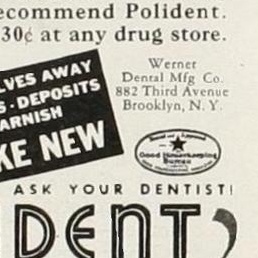 ecommend Polident.
30¢ at any drug store.
LVES AWAY
S - DEPOSITS
ARNISH
KE NEW
Werner
Dental Mfg Co.
882 Third Avenue
Brooklyn, N. Y.
Good Housekeeping
Bureau
ASK YOUR DENTIST!
DENT